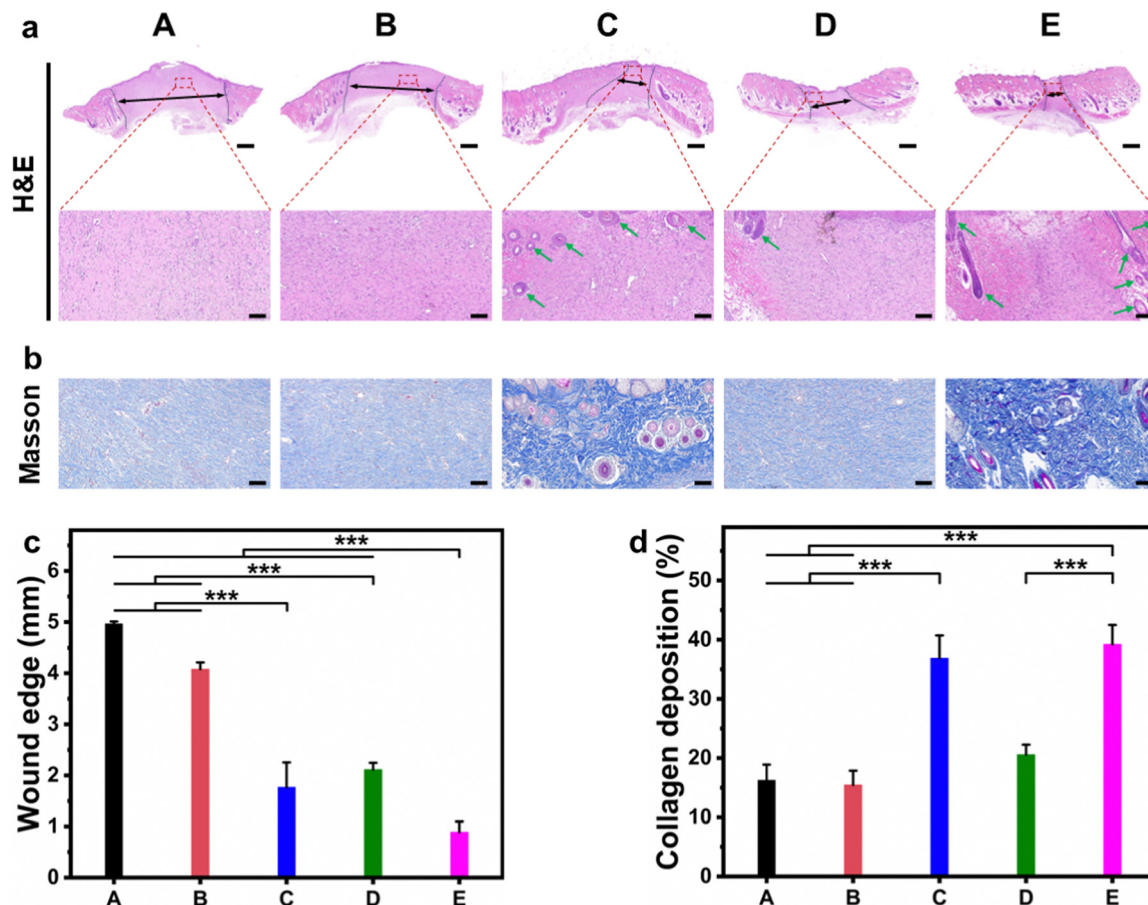 a
A B C D E
H&E
b
Masson
c
Wound edge (mm)
6
5
4
3
2
1
0
***
***
***
A B C D E
d
Collagen deposition (%)
50
40
30
20
10
0
***
***
***
A B C D E